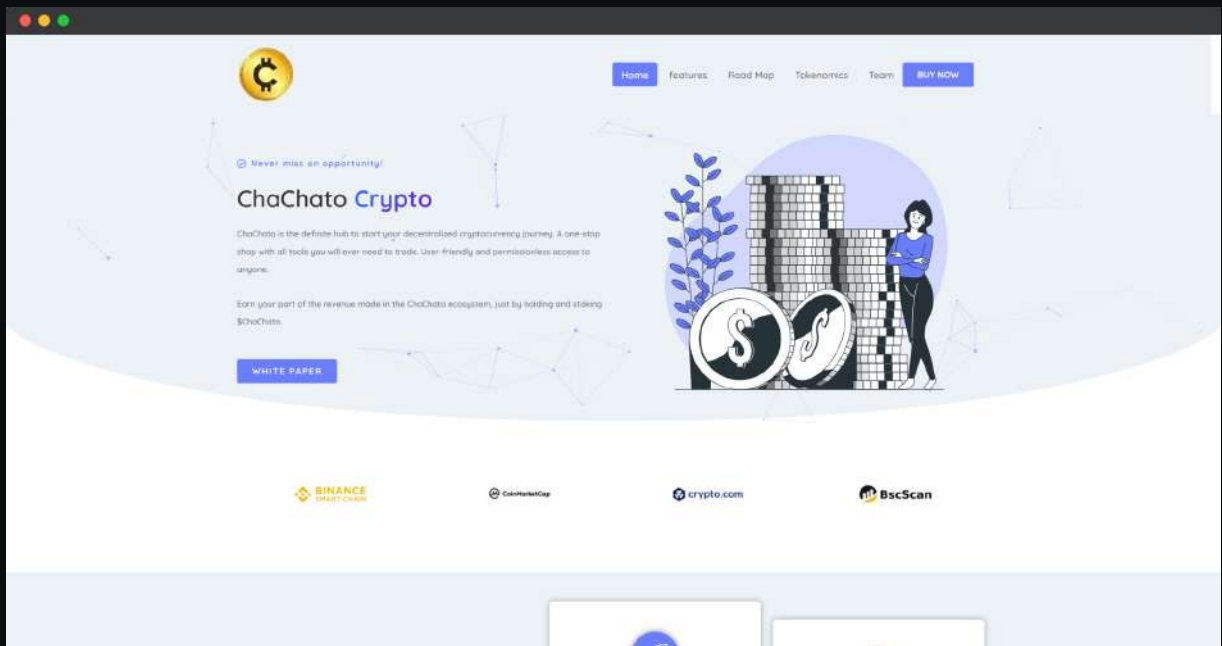 Home
Features
Road Map
Tokenomics
Team
BUY NOW
Never miss an opportunity!
ChaChato Crypto
ChaChato is the definite hub to start your decentralized cryptocurrency journey. A one-stop
shop with all tools you will ever need to trade. User-friendly and permissionless access to
anyone.
Earn your part of the revenue made in the ChaChato ecosystem, just by holding and staking
$ChaChato.
WHITE PAPER
BINANCE
SMART CHAIN
CoinMarketCap
crypto.com
BscScan